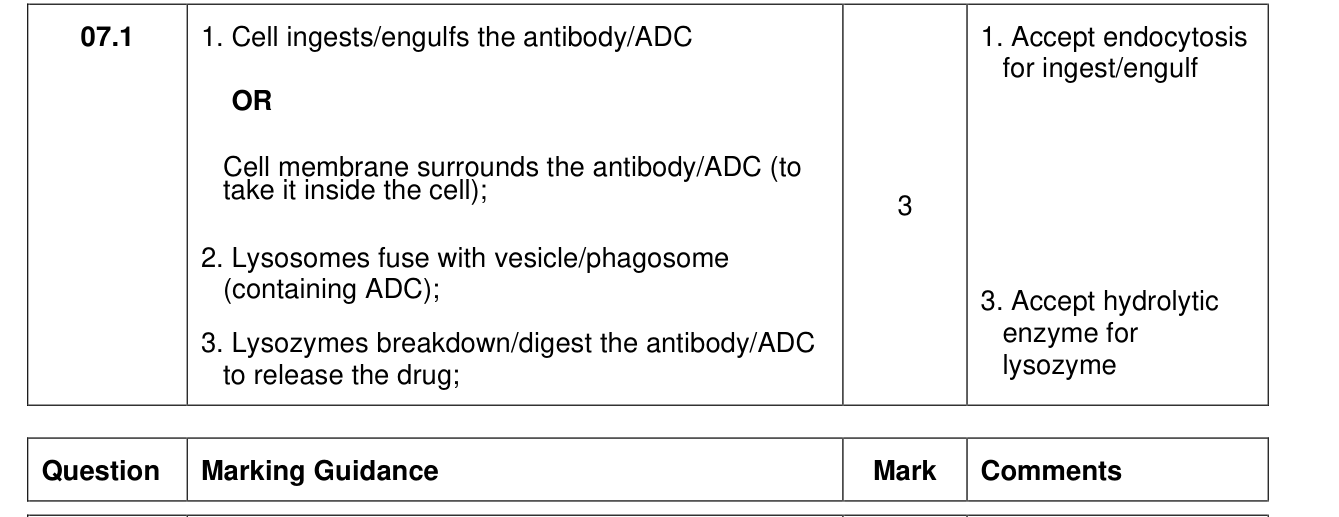 07.1
1. Cell ingests/engulfs the antibody/ADC
OR
Cell membrane surrounds the antibody/ADC (to
take it inside the cell);
2. Lysosomes fuse with vesicle/phagosome
(containing ADC);
3. Lysozymes breakdown/digest the antibody/ADC
to release the drug;
3
1. Accept endocytosis
for ingest/engulf
3. Accept hydrolytic
enzyme for
lysozyme
Question Marking Guidance Mark Comments